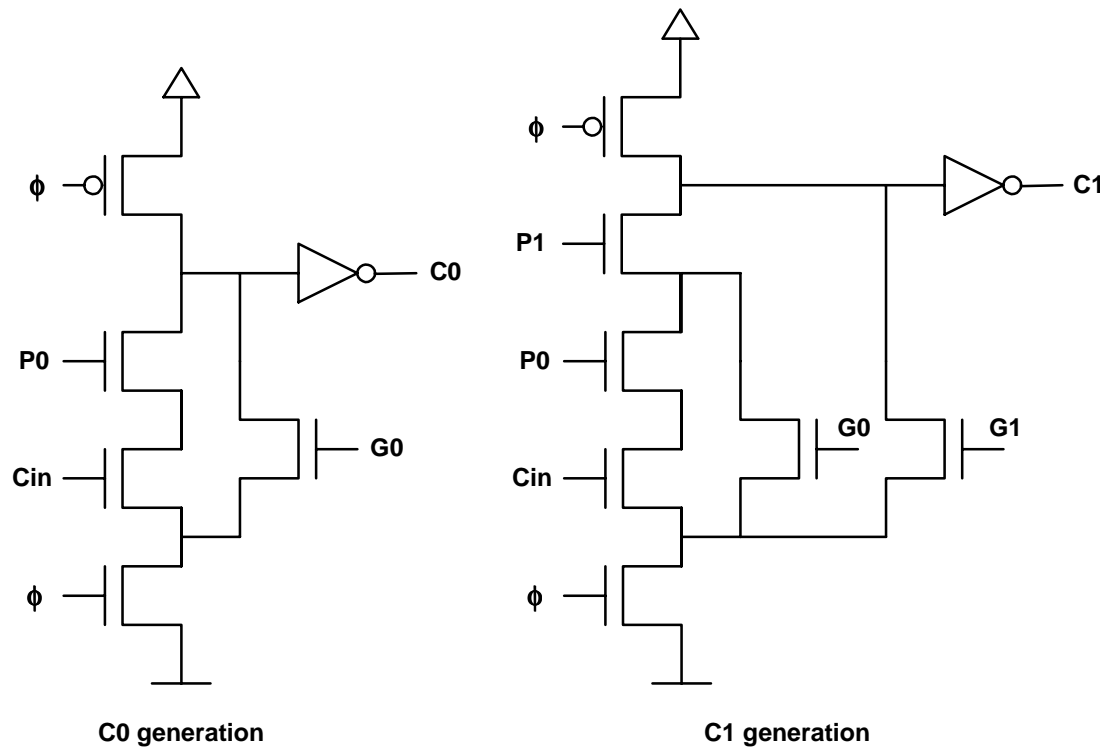 ϕ
P0
Cin
ϕ
G0
C0
C0 generation
ϕ
P1
P0
Cin
ϕ
G0
G1
C1
C1 generation